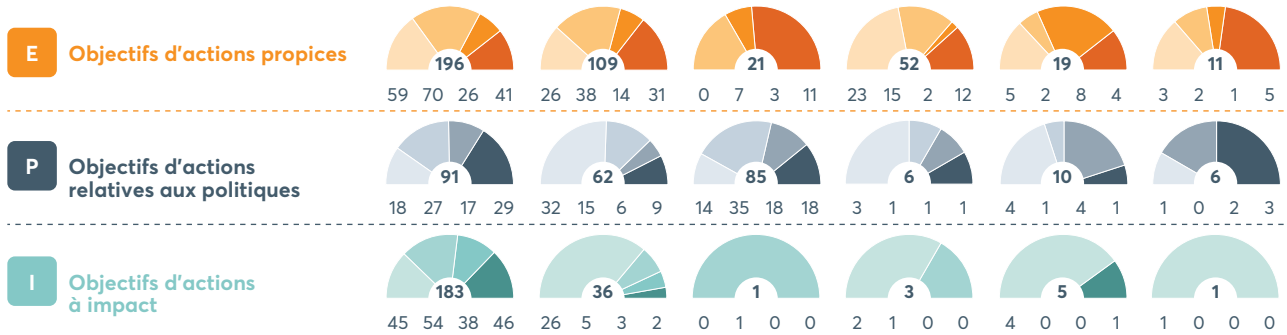 E Objectifs d'actions propices 196 109 21 52 19 11
59 70 26 41 26 38 14 31 0 7 3 11 23 15 2 12 5 2 8 4 3 2 1 5
P Objectifs d'actions
relatives aux politiques 91 62 85 6 10 6
18 27 17 29 32 15 6 9 14 35 18 18 3 1 1 1 4 1 4 1 1 0 2 3
I Objectifs d'actions
à impact 183 36 1 3 5 1
45 54 38 46 26 5 3 2 0 1 0 0 2 1 0 0 4 0 0 1 1 0 0 0